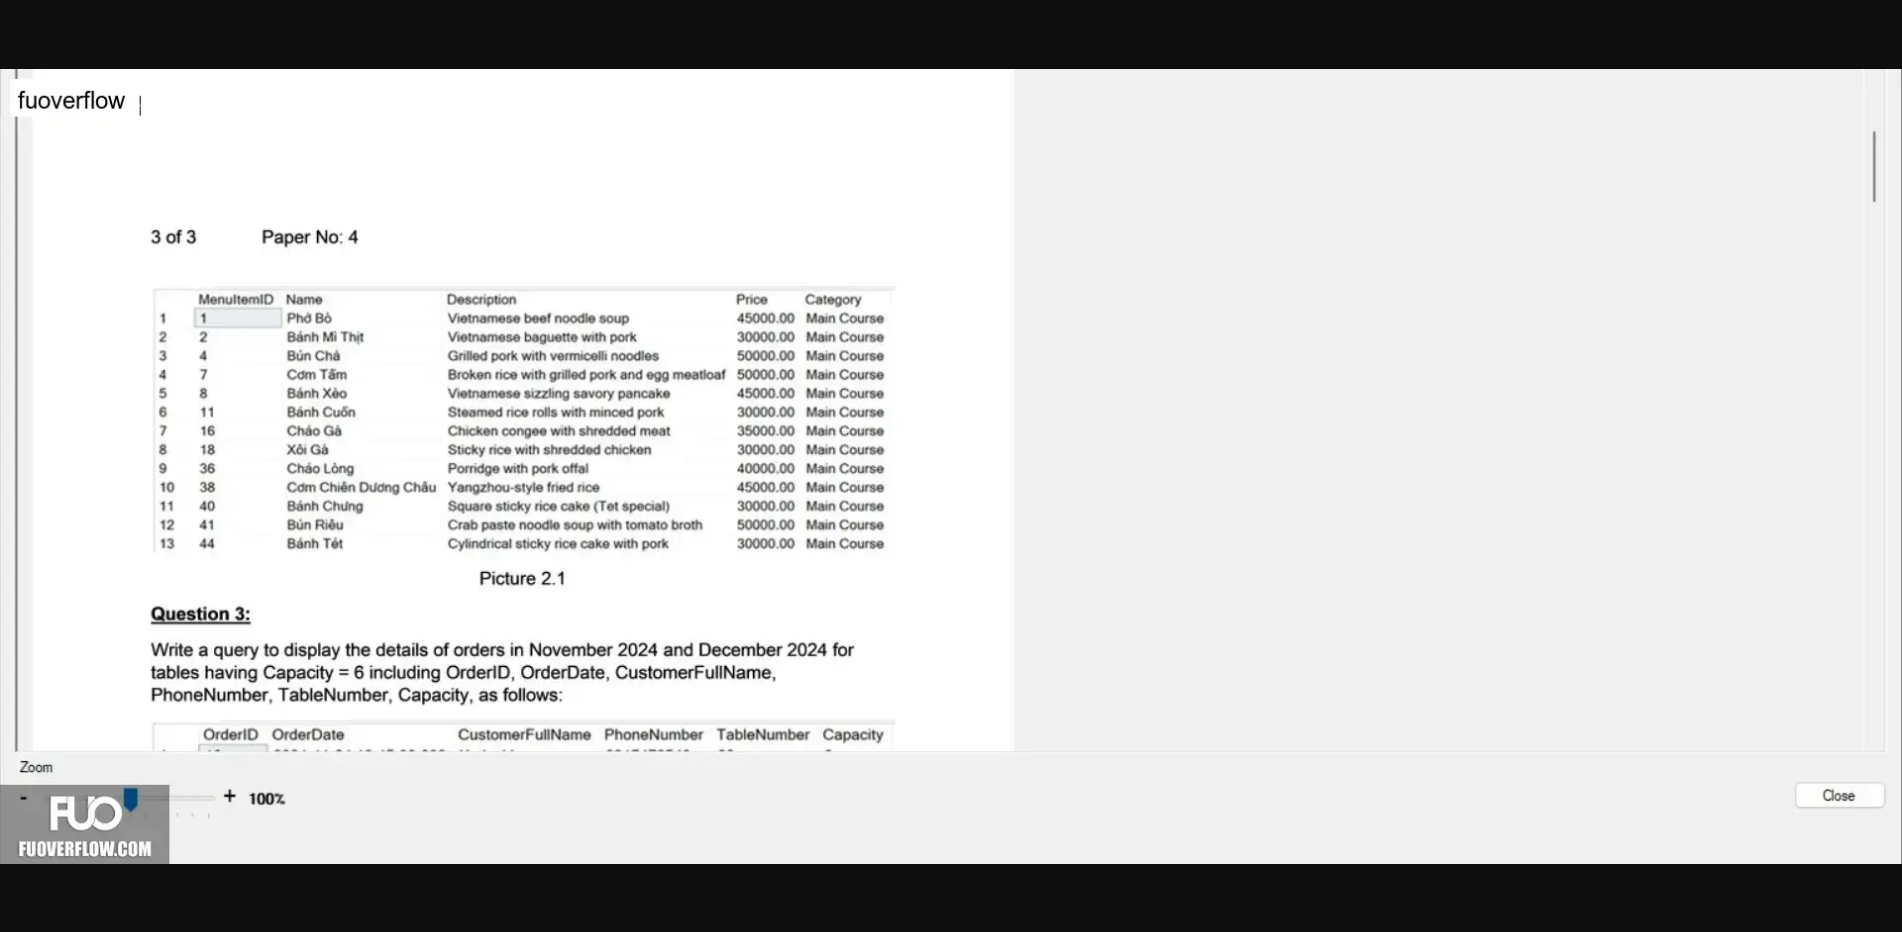 fuoverflow
3 of 3 Paper No: 4
MenuItemID Name Description Price Category
1 1 Phở Bò Vietnamese beef noodle soup 45000.00 Main Course
2 2 Bánh Mì Thịt Vietnamese baguette with pork 30000.00 Main Course
3 4 Bún Chả Grilled pork with vermicelli noodles 50000.00 Main Course
4 7 Cơm Tấm Broken rice with grilled pork and egg meatloaf 50000.00 Main Course
5 8 Bánh Xèo Vietnamese sizzling savory pancake 45000.00 Main Course
6 11 Bánh Cuốn Steamed rice rolls with minced pork 30000.00 Main Course
7 16 Cháo Gà Chicken congee with shredded meat 35000.00 Main Course
8 18 Xôi Gà Sticky rice with shredded chicken 30000.00 Main Course
9 36 Cháo Lòng Porridge with pork offal 40000.00 Main Course
10 38 Cơm Chiên Dương Châu Yangzhou-style fried rice 45000.00 Main Course
11 40 Bánh Chưng Square sticky rice cake (Tet special) 30000.00 Main Course
12 41 Bún Riêu Crab paste noodle soup with tomato broth 50000.00 Main Course
13 44 Bánh Tét Cylindrical sticky rice cake with pork 30000.00 Main Course
Picture 2.1
Question 3:
Write a query to display the details of orders in November 2024 and December 2024 for
tables having Capacity = 6 including OrderID, OrderDate, CustomerFullName,
PhoneNumber, TableNumber, Capacity, as follows:
OrderID OrderDate CustomerFullName PhoneNumber TableNumber Capacity
Zoom
- + 100%
Close
FUO
FUOVERFLOW.COM